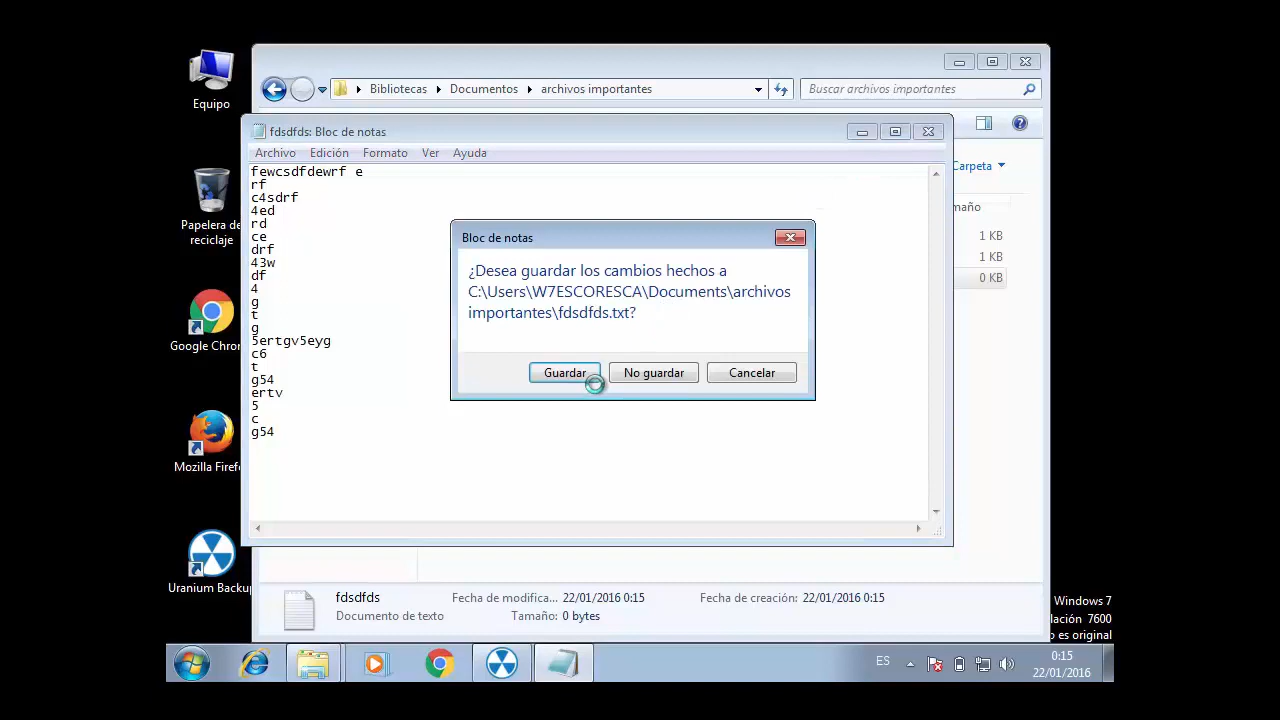 Equipo
Papelera de
reciclaje
Google Chro
Mozilla Firef
Uranium Backu
Bibliotecas
Documentos
archivos importantes
Buscar archivos importantes
Carpeta
maño
1 KB
1 KB
0 KB
fdsdfds: Bloc de notas
Archivo Edición Formato Ver Ayuda
fewcsdfdewrf e
rf
c4sdrf
4ed
rd
ce
drf
43w
df
4
g
t
g
5ertgv5eyg
c6
t
g54
ertv
5
c
g54
Bloc de notas
¿Desea guardar los cambios hechos a
C:\Users\W7ESCORESCA\Documents\archivos
importantes\fdsdfds.txt?
Guardar No guardar Cancelar
fdsdfds Fecha de modifica... 22/01/2016 0:15 Fecha de creación: 22/01/2016 0:15
Documento de texto Tamaño: 0 bytes
Windows 7
lación 7600
o es original
ES
0:15
22/01/2016